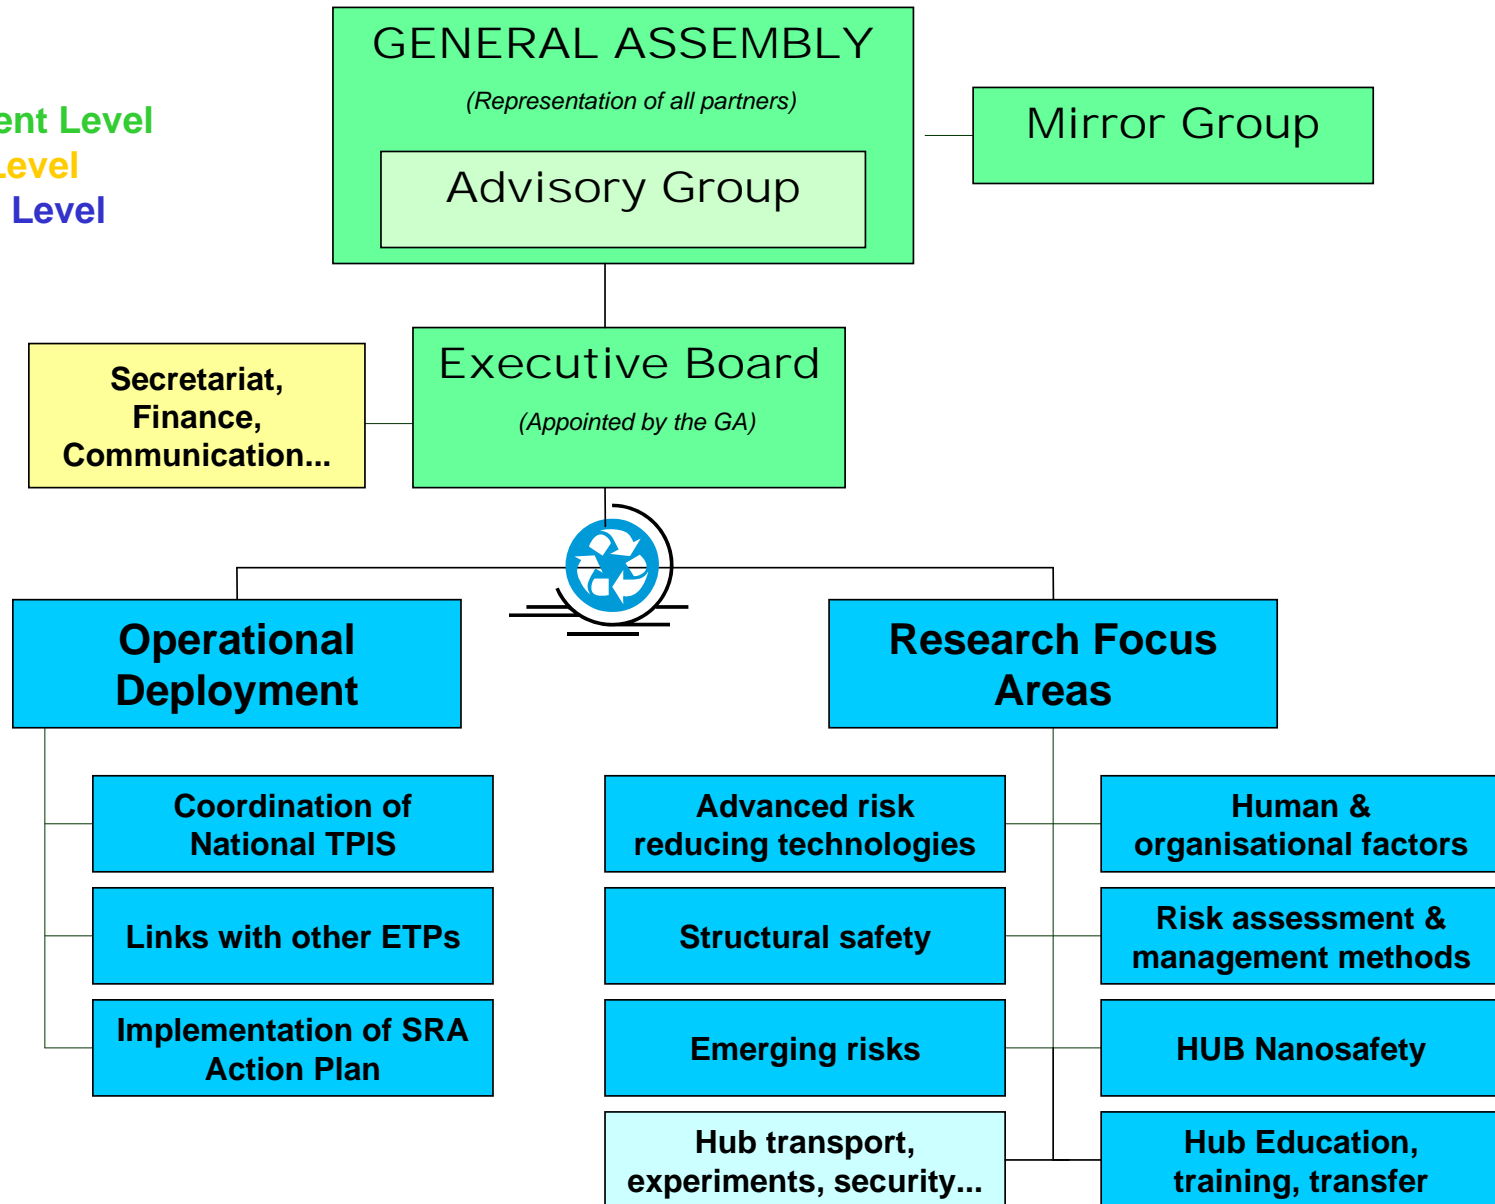 GENERAL ASSEMBLY
(Representation of all partners)
Advisory Group
Mirror Group
ent Level
Level
Level
Executive Board
(Appointed by the GA)
Secretariat,
Finance,
Communication...
Operational
Deployment
Research Focus
Areas
Coordination of
National TPIS
Links with other ETPs
Implementation of SRA
Action Plan
Advanced risk
reducing technologies
Structural safety
Emerging risks
Hub transport,
experiments, security...
Human &
organisational factors
Risk assessment &
management methods
HUB Nanosafety
Hub Education,
training, transfer